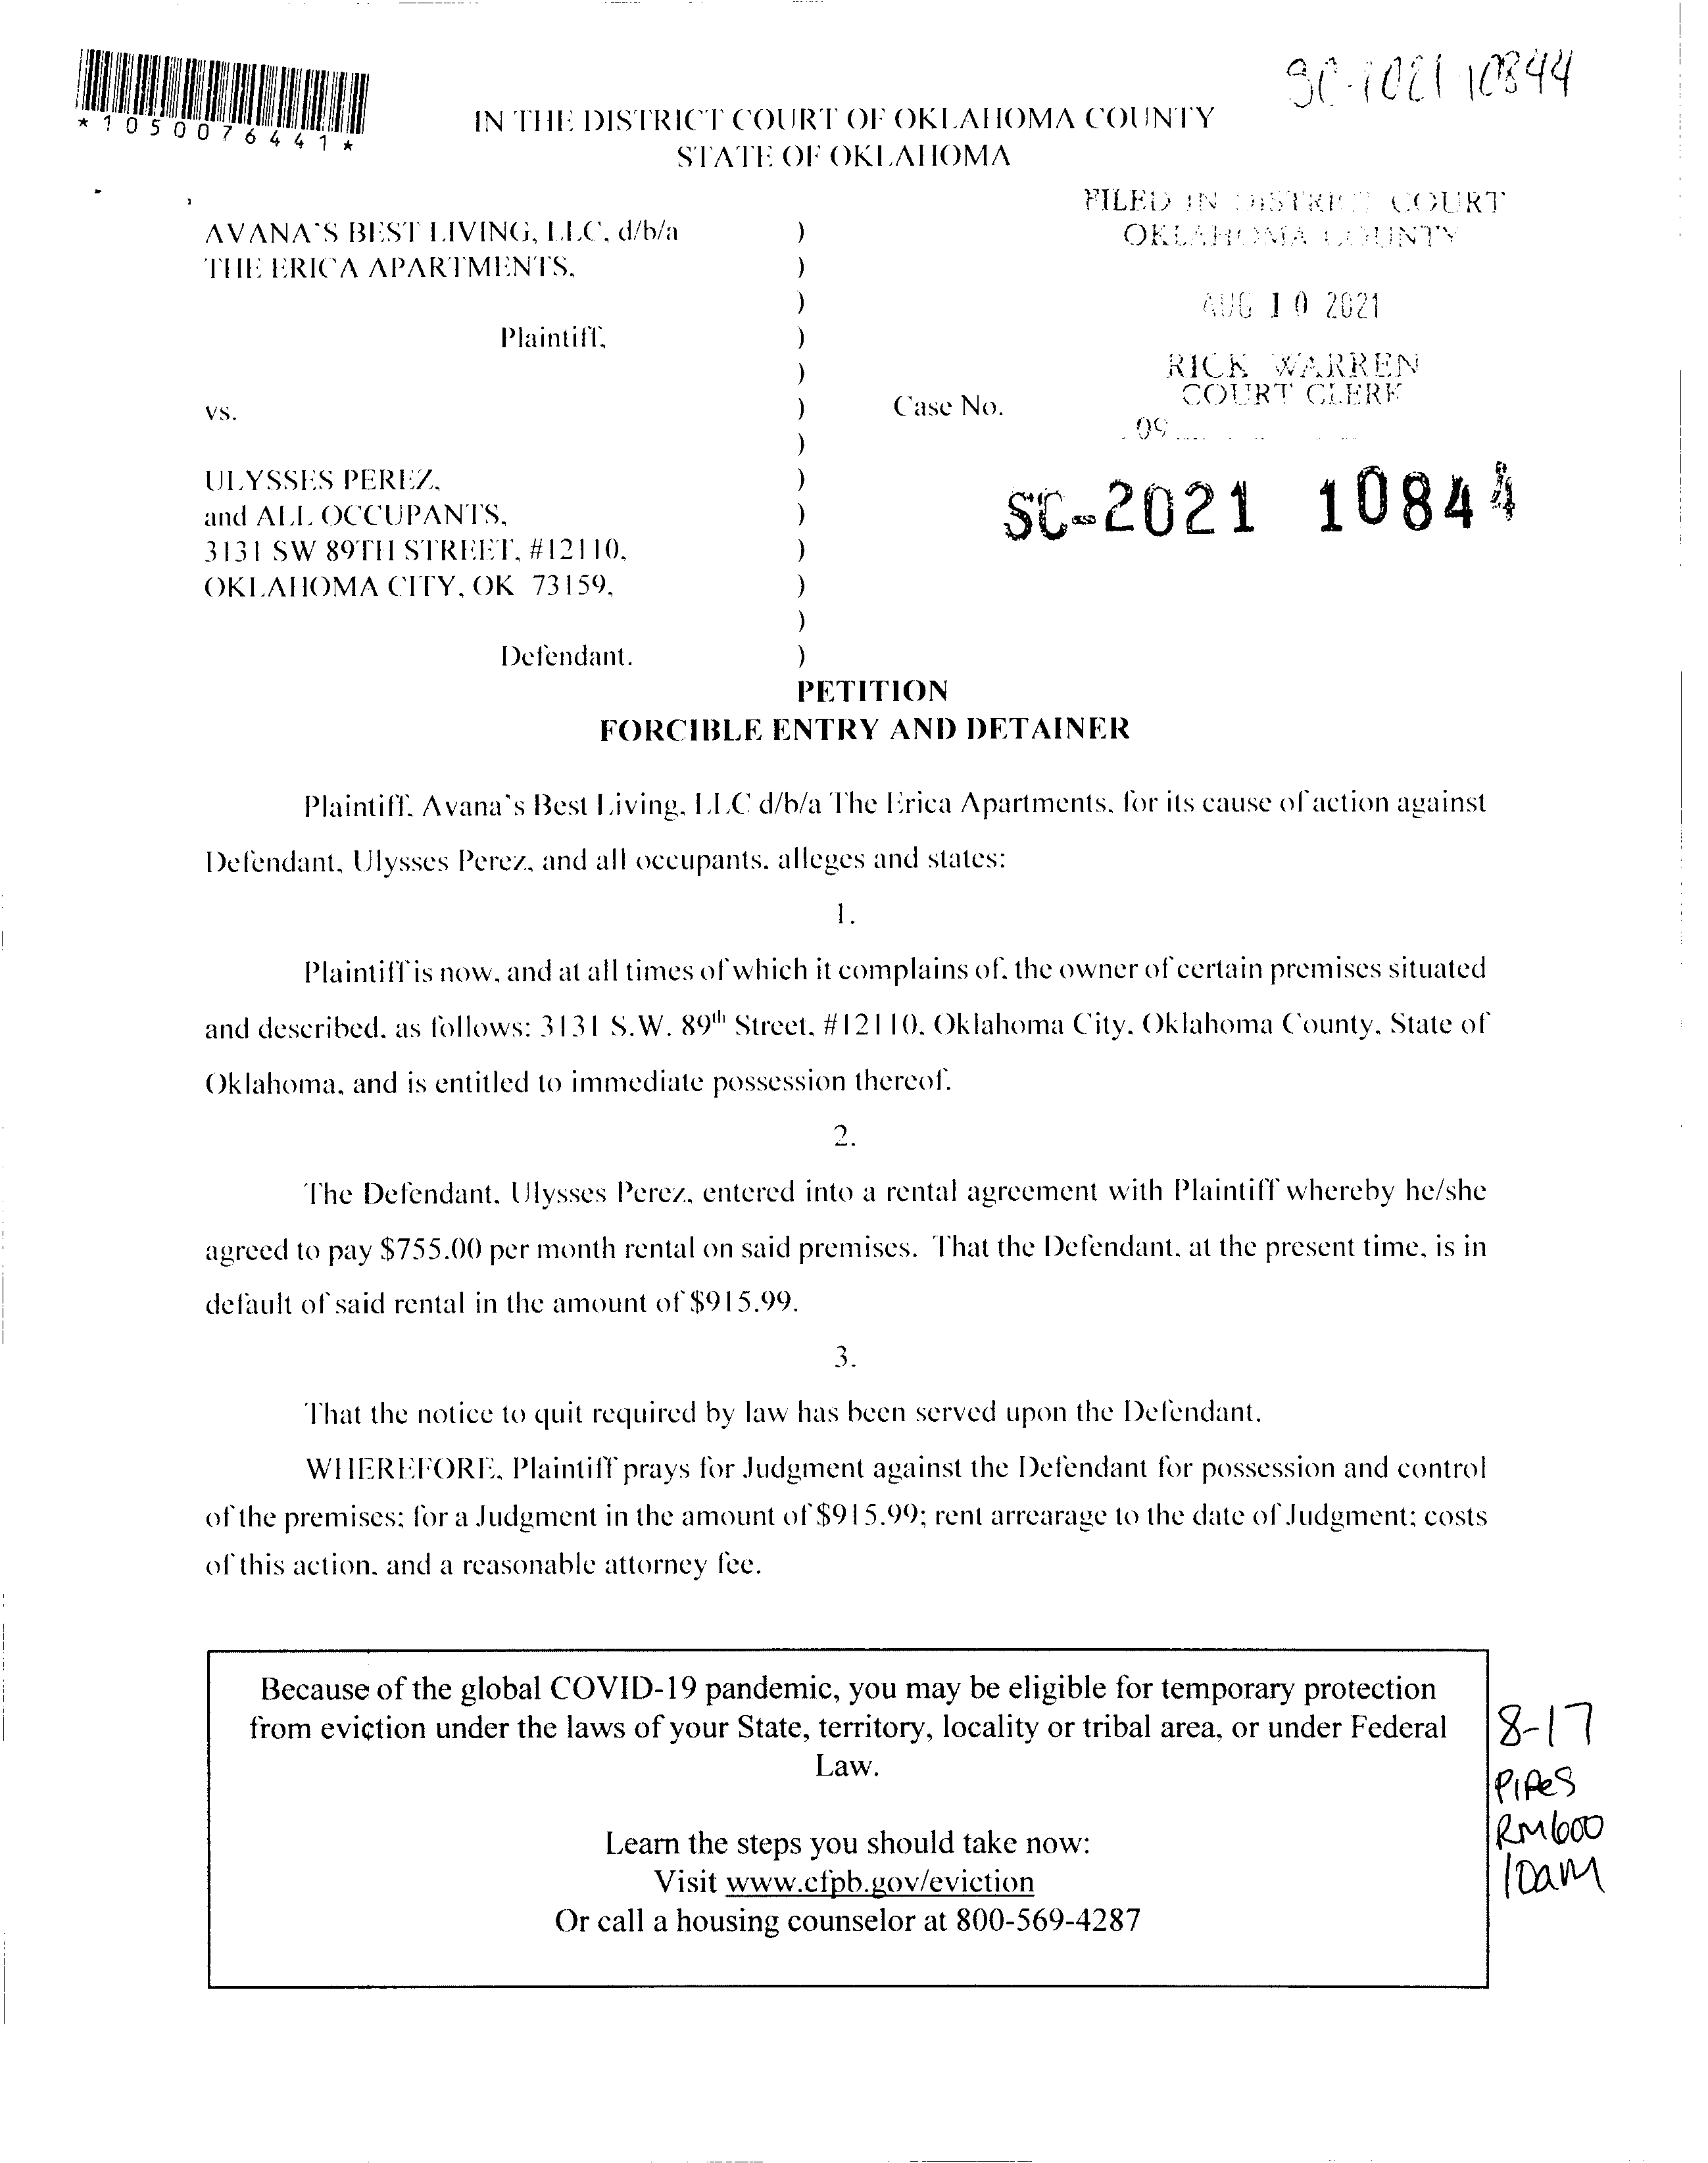 SC-2021 10844
*1050076441*
IN THE DISTRICT COURT OF OKLAHOMA COUNTY
STATE OF OKLAHOMA
FILED IN DISTRICT COURT
OKLAHOMA COUNTY
AUG 10 2021
RICK WARREN
COURT CLERK
09
AVANA'S BEST LIVING, LLC, d/b/a )
THE ERICA APARTMENTS, )
)
Plaintiff, )
)
vs. ) Case No.
)
SC-2021 10844
ULYSSES PEREZ, )
and ALL OCCUPANTS, )
3131 SW 89TH STREET, #12110, )
OKLAHOMA CITY, OK 73159, )
)
Defendant. )
PETITION
FORCIBLE ENTRY AND DETAINER
Plaintiff, Avana's Best Living, LLC d/b/a The Erica Apartments, for its cause of action against
Defendant, Ulysses Perez, and all occupants, alleges and states:
1.
Plaintiff is now, and at all times of which it complains of, the owner of certain premises situated
and described, as follows: 3131 S.W. 89th Street, #12110, Oklahoma City, Oklahoma County, State of
Oklahoma, and is entitled to immediate possession thereof.
2.
The Defendant, Ulysses Perez, entered into a rental agreement with Plaintiff whereby he/she
agreed to pay $755.00 per month rental on said premises. That the Defendant, at the present time, is in
default of said rental in the amount of $915.99.
3.
That the notice to quit required by law has been served upon the Defendant.
WHEREFORE, Plaintiff prays for Judgment against the Defendant for possession and control
of the premises; for a Judgment in the amount of $915.99; rent arrearage to the date of Judgment; costs
of this action, and a reasonable attorney fee.
Because of the global COVID-19 pandemic, you may be eligible for temporary protection
from eviction under the laws of your State, territory, locality or tribal area, or under Federal
Law.
Learn the steps you should take now:
Visit www.cfpb.gov/eviction
Or call a housing counselor at 800-569-4287
8-17
PIPES
RM600
10am